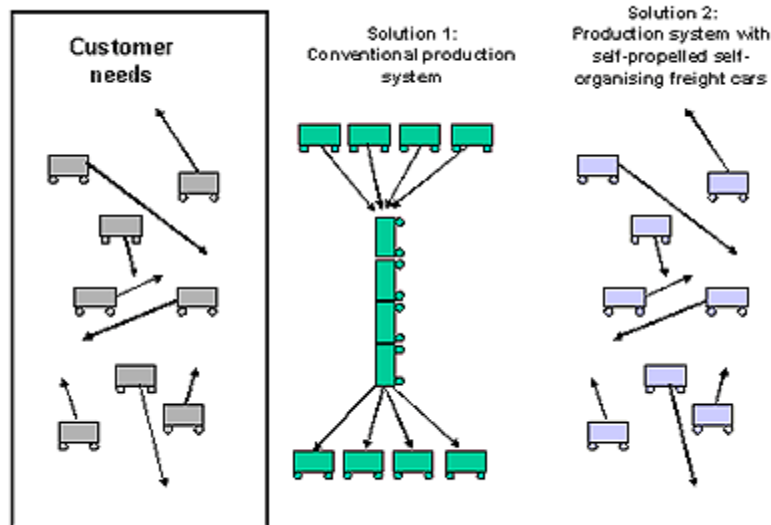 Customer
needs
Solution 1:
Conventional production
system
Solution 2:
Production system with
self-propelled self-
organising freight cars